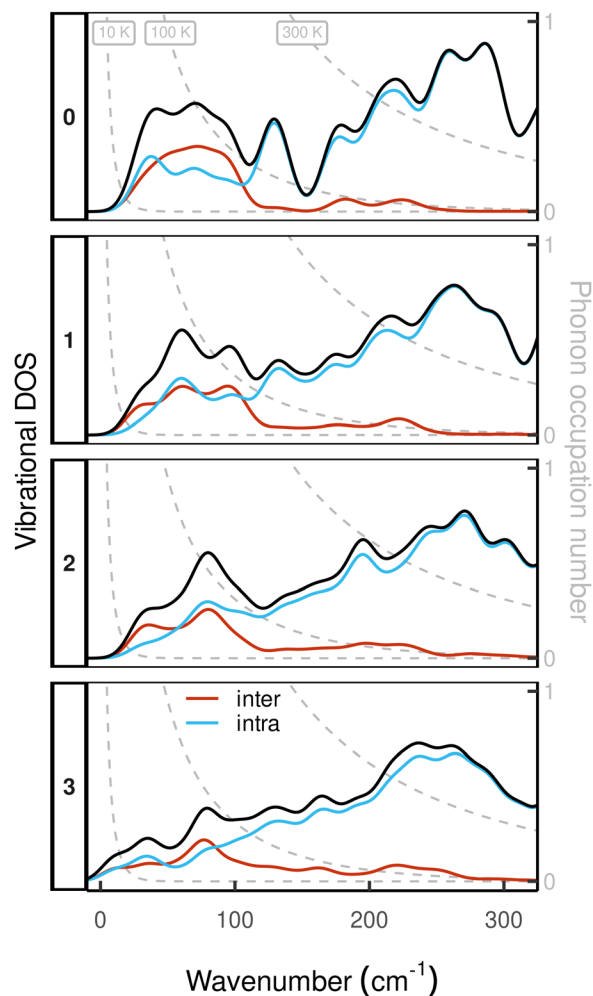 10 K 100 K 300 K
1
0
0
1
1
0
1
2
0
1
inter
intra
3
0
0 100 200 300
Wavenumber (cm-1)
Vibrational DOS
Phonon occupation number